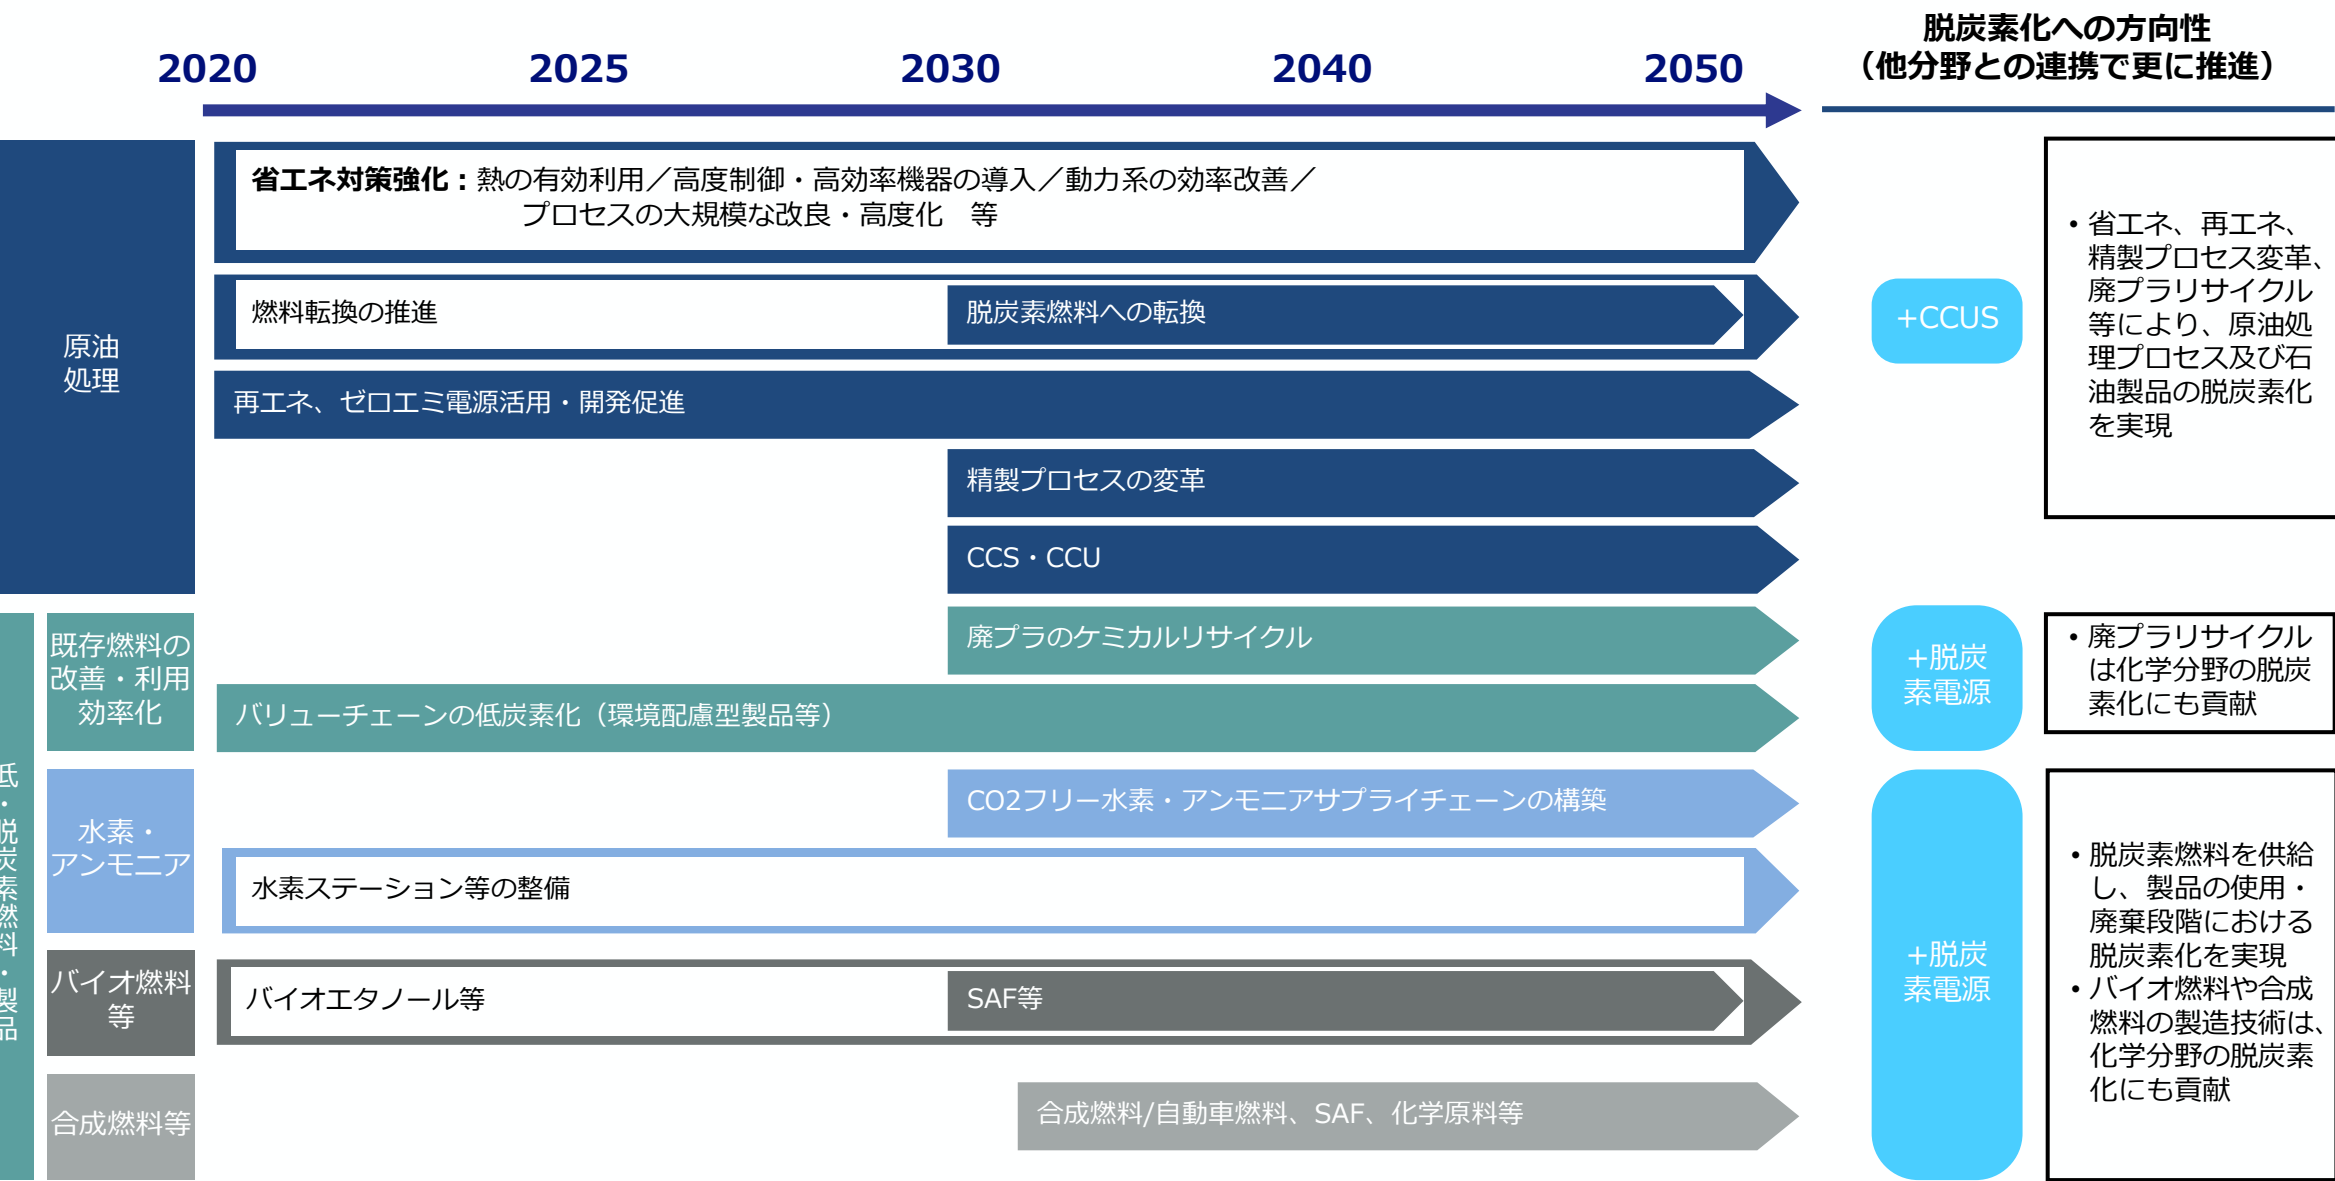 脱炭素化への方向性
（他分野との連携で更に推進）
2020
2025
2030
2040
2050
原油
処理
省エネ対策強化：熱の有効利用／高度制御・高効率機器の導入／動力系の効率改善／
プロセスの大規模な改良・高度化　等
燃料転換の推進
脱炭素燃料への転換
再エネ、ゼロエミ電源活用・開発促進
精製プロセスの変革
CCS・CCU
+CCUS
・省エネ、再エネ、
精製プロセス変革、
廃プラリサイクル
等により、原油処
理プロセス及び石
油製品の脱炭素化
を実現
低・脱炭素燃料・製品
既存燃料の
改善・利用
効率化
廃プラのケミカルリサイクル
バリューチェーンの低炭素化（環境配慮型製品等）
+脱炭
素電源
・廃プラリサイクル
は化学分野の脱炭
素化にも貢献
水素・
アンモニア
CO2フリー水素・アンモニアサプライチェーンの構築
水素ステーション等の整備
バイオ燃料
等
バイオエタノール等
SAF等
合成燃料等
合成燃料/自動車燃料、SAF、化学原料等
+脱炭
素電源
・脱炭素燃料を供給
し、製品の使用・
廃棄段階における
脱炭素化を実現
・バイオ燃料や合成
燃料の製造技術は、
化学分野の脱炭素
化にも貢献